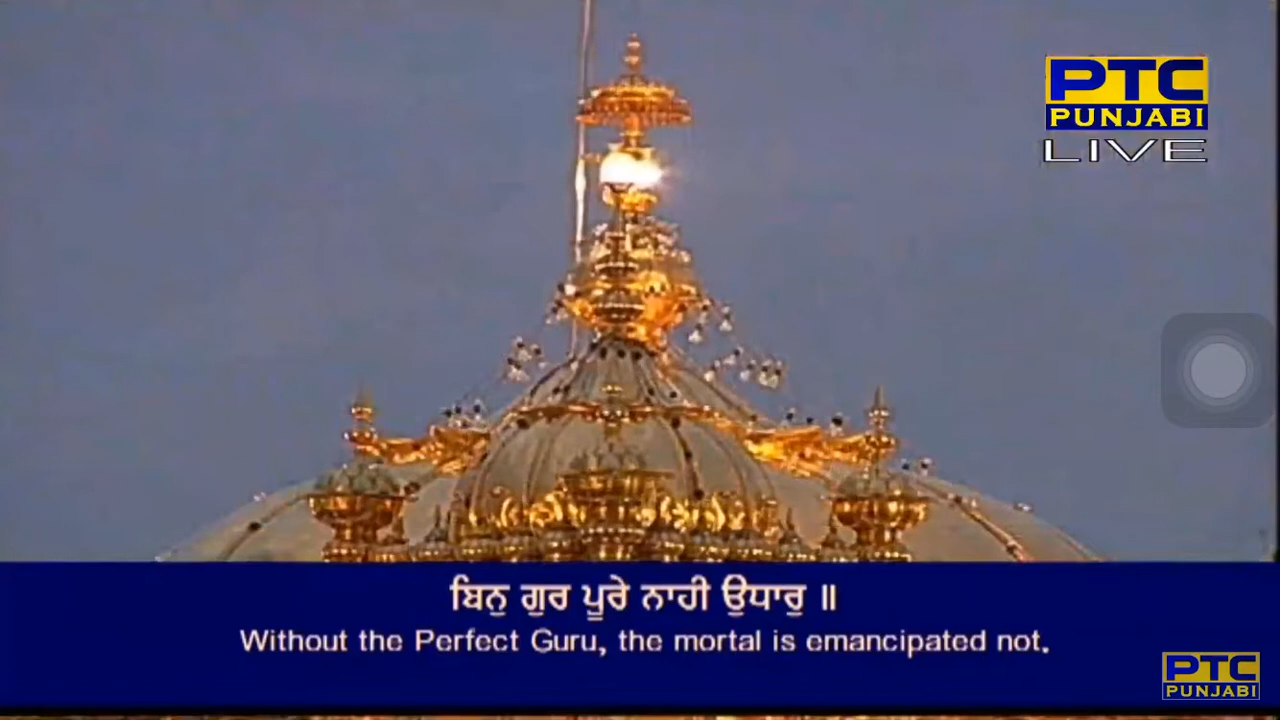 PTC
PUNJABI
LIVE
ਬਿਨੁ ਗੁਰ ਪੂਰੇ ਨਾਹੀ ਉਧਾਰੁ ॥
Without the Perfect Guru, the mortal is emancipated not.
PTC
PUNJABI